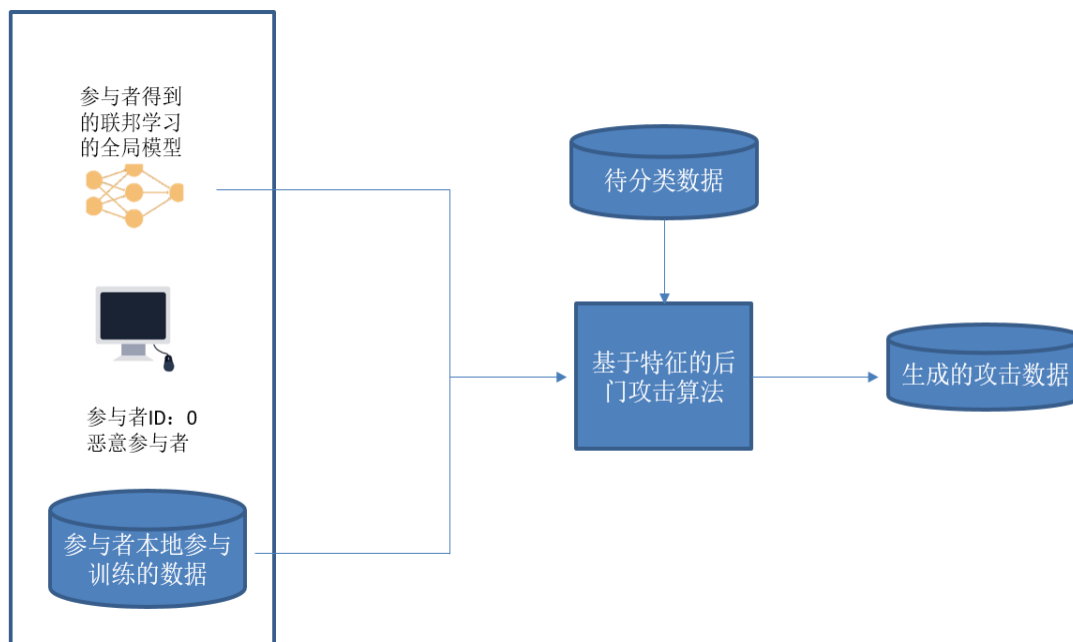 参与者得到
的联邦学习
的全局模型
待分类数据
基于特征的后
门攻击算法
生成的攻击数据
参与者ID：0
恶意参与者
参与者本地参与
训练的数据